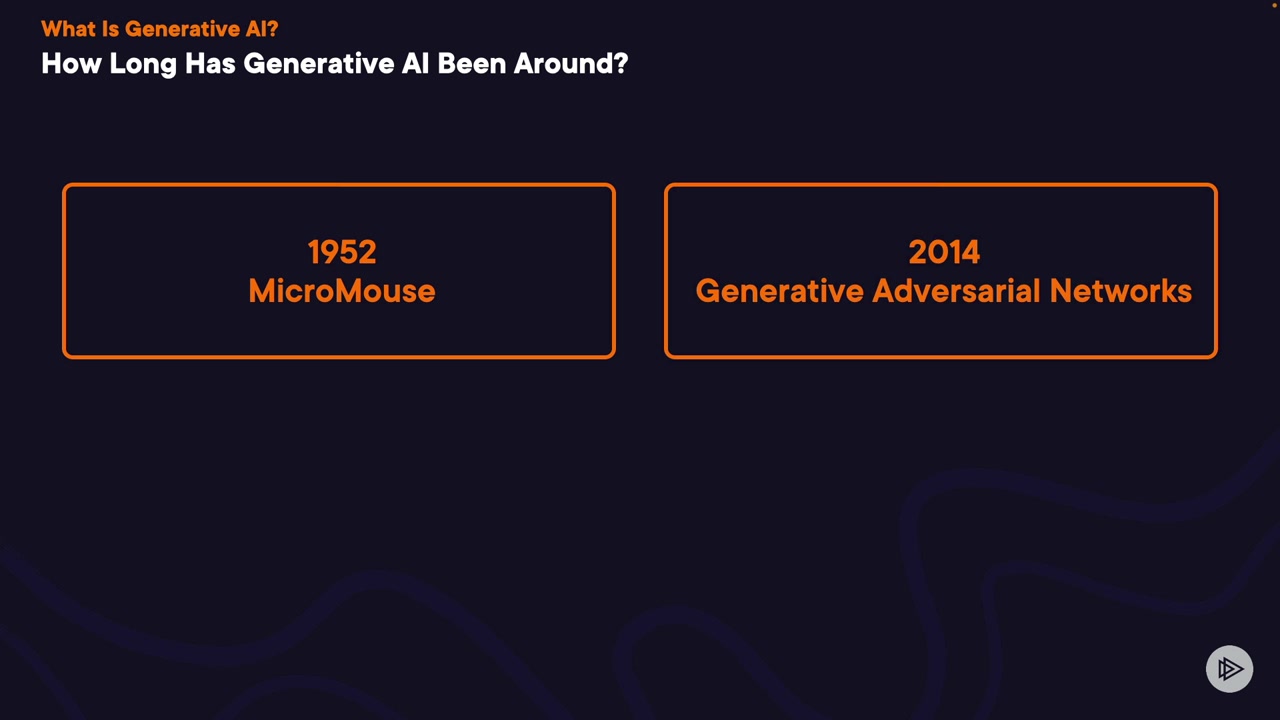 What Is Generative AI?
How Long Has Generative AI Been Around?
1952
MicroMouse
2014
Generative Adversarial Networks